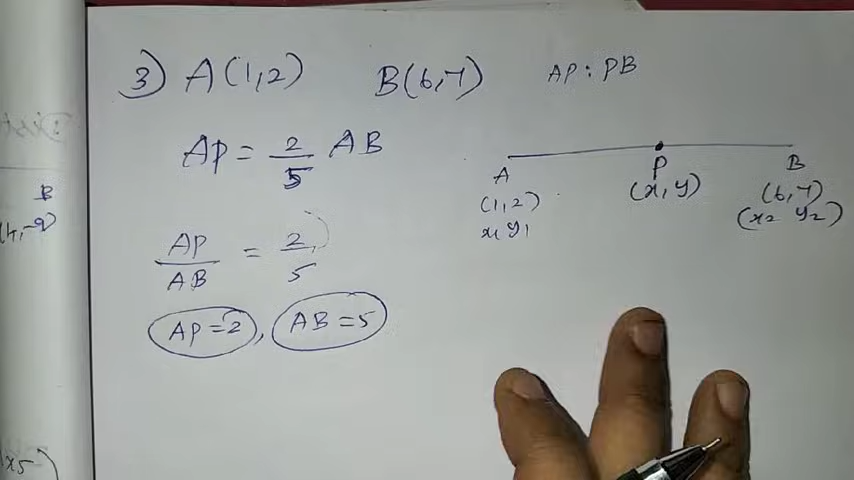 3) A(1,2) B(6,7) AP : PB
AP = 2/5 AB
A P B
(1,2) (x, y) (6,7)
x1 y1 (x2 y2)
AP/AB = 2/5
AP = 2, AB = 5
B